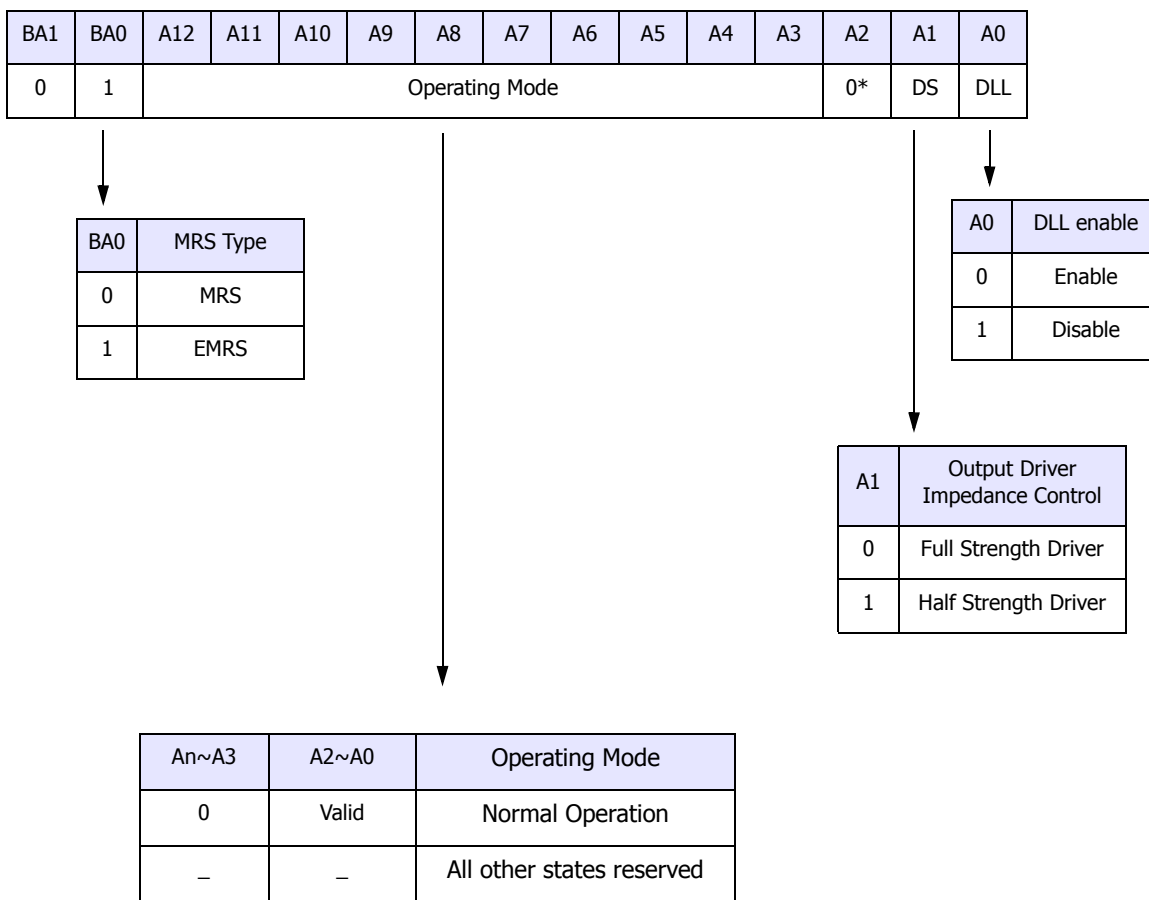 BA1 BA0 A12 A11 A10 A9 A8 A7 A6 A5 A4 A3 A2 A1 A0
0 1 Operating Mode 0* DS DLL
BA0 MRS Type
0 MRS
1 EMRS
A0 DLL enable
0 Enable
1 Disable
A1 Output Driver
Impedance Control
0 Full Strength Driver
1 Half Strength Driver
An~A3 A2~A0 Operating Mode
0 Valid Normal Operation
_ _ All other states reserved